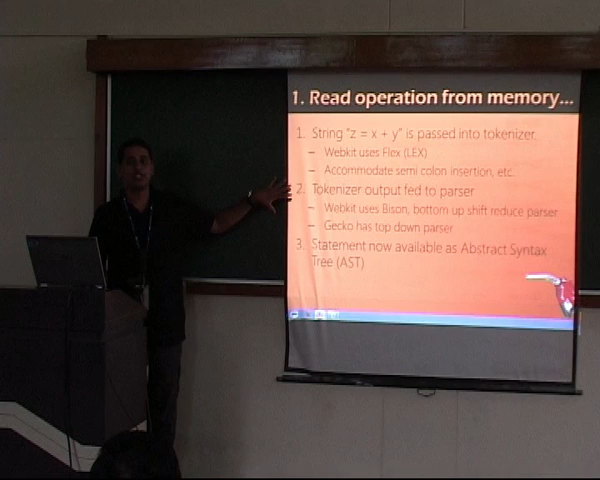 1. Read operation from memory...
1. String "z = x + y" is passed into tokenizer.
– Webkit uses Flex (LEX)
– Accommodate semi colon insertion, etc.
2. Tokenizer output fed to parser
– Webkit uses Bison, bottom up shift reduce parser
– Gecko has top down parser
3. Statement now available as Abstract Syntax
Tree (AST)